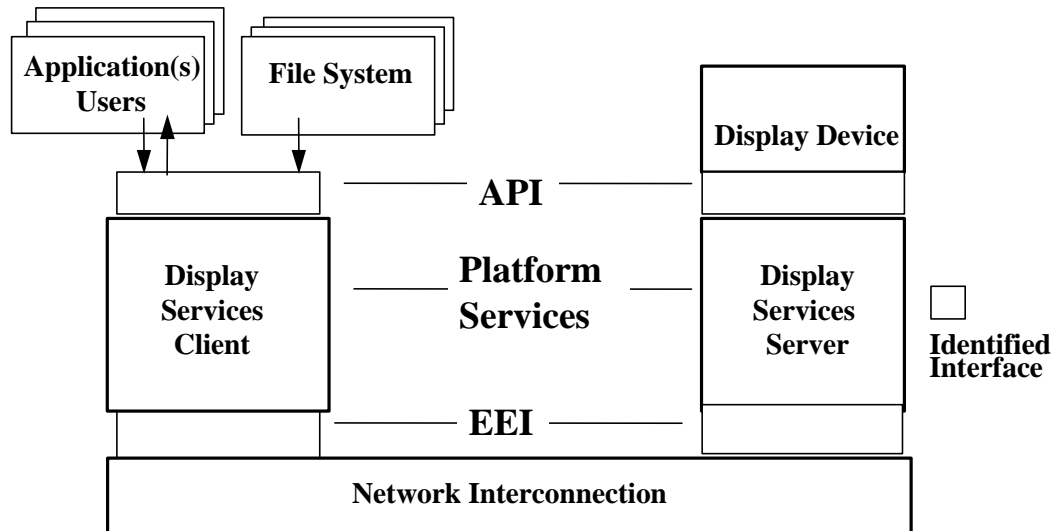 Application(s)
Users
File System
Display Device
API
Platform
Services
Display
Services
Client
Display
Services
Server
Identified
Interface
EEI
Network Interconnection